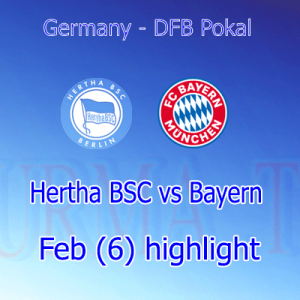 Germany - DFB Pokal
HERTHA BSC
Hertha BSC
BERLIN
FC BAYERN
MÜNCHEN
Hertha BSC vs Bayern
Feb (6) highlight